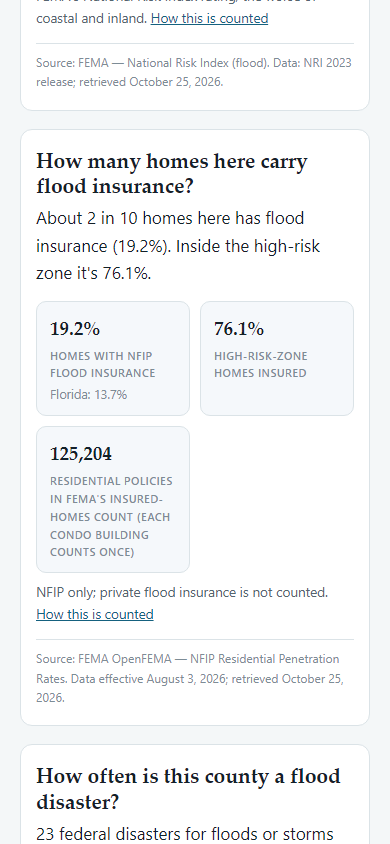 coastal and inland. How this is counted
Source: FEMA — National Risk Index (flood). Data: NRI 2023
release; retrieved October 25, 2026.
How many homes here carry
flood insurance?
About 2 in 10 homes here has flood
insurance (19.2%). Inside the high-risk
zone it's 76.1%.
19.2%
HOMES WITH NFIP
FLOOD INSURANCE
Florida: 13.7%
76.1%
HIGH-RISK-ZONE
HOMES INSURED
125,204
RESIDENTIAL POLICIES
IN FEMA'S INSURED-
HOMES COUNT (EACH
CONDO BUILDING
COUNTS ONCE)
NFIP only; private flood insurance is not counted.
How this is counted
Source: FEMA OpenFEMA — NFIP Residential Penetration
Rates. Data effective August 3, 2026; retrieved October 25,
2026.
How often is this county a flood
disaster?
23 federal disasters for floods or storms